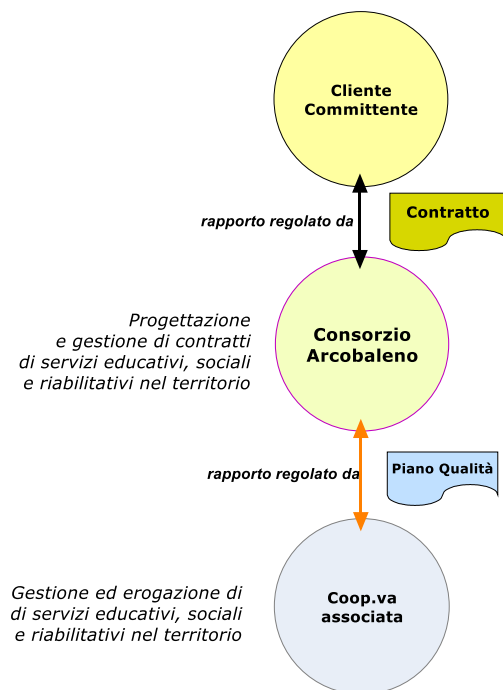 Cliente
Committente
rapporto regolato da
Contratto
Progettazione
e gestione di contratti
di servizi educativi, sociali
e riabilitativi nel territorio
Consorzio
Arcobaleno
rapporto regolato da
Piano Qualità
Gestione ed erogazione di
di servizi educativi, sociali
e riabilitativi nel territorio
Coop.va
associata